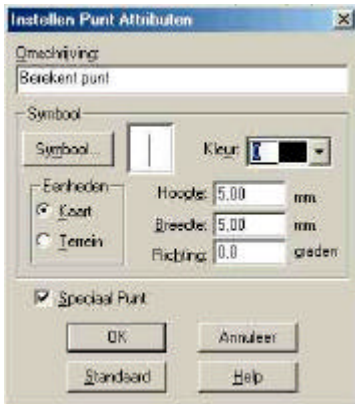 Instellen Punt Attributen
Omschrijving:
Berekent punt
Symbool
Symbool...
Kleur:
0
Eenheden
Kaart
Terrein
Hoogte: 5,00 mm
Breedte: 5,00 mm
Richting: 0,0 graden
Speciaal Punt
OK
Annuleer
Standaard
Help